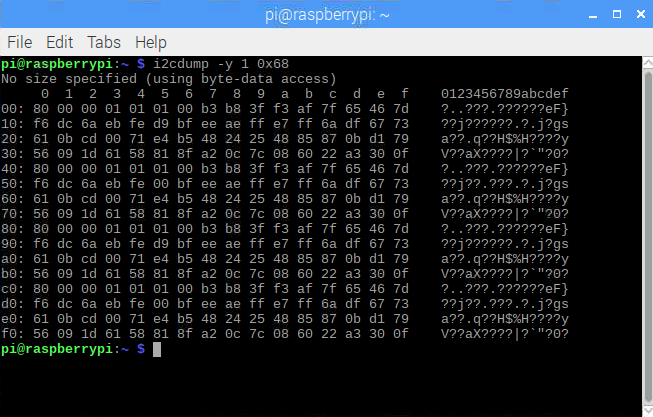 pi@raspberrypi: ~
File Edit Tabs Help
pi@raspberrypi:~ $ i2cdump -y 1 0x68
No size specified (using byte-data access)
     0  1  2  3  4  5  6  7  8  9  a  b  c  d  e  f    0123456789abcdef
00: 80 00 00 01 01 01 00 b3 b8 3f f3 af 7f 65 46 7d    ?..???.??????eF}
10: f6 dc 6a eb fe d9 bf ee ae ff e7 ff 6a df 67 73    ??j??????.?.j?gs
20: 61 0b cd 00 71 e4 b5 48 24 25 48 85 87 0b d1 79    a??.q??H$%H????y
30: 56 09 1d 61 58 81 8f a2 0c 7c 08 60 22 a3 30 0f    V??aX????|?`"?0?
40: 80 00 00 01 01 01 00 b3 b8 3f f3 af 7f 65 46 7d    ?..???.??????eF}
50: f6 dc 6a eb fe 00 bf ee ae ff e7 ff 6a df 67 73    ??j??.???.?.j?gs
60: 61 0b cd 00 71 e4 b5 48 24 25 48 85 87 0b d1 79    a??.q??H$%H????y
70: 56 09 1d 61 58 81 8f a2 0c 7c 08 60 22 a3 30 0f    V??aX????|?`"?0?
80: 80 00 00 01 01 01 00 b3 b8 3f f3 af 7f 65 46 7d    ?..???.??????eF}
90: f6 dc 6a eb fe d9 bf ee ae ff e7 ff 6a df 67 73    ??j??????.?.j?gs
a0: 61 0b cd 00 71 e4 b5 48 24 25 48 85 87 0b d1 79    a??.q??H$%H????y
b0: 56 09 1d 61 58 81 8f a2 0c 7c 08 60 22 a3 30 0f    V??aX????|?`"?0?
c0: 80 00 00 01 01 01 00 b3 b8 3f f3 af 7f 65 46 7d    ?..???.??????eF}
d0: f6 dc 6a eb fe 00 bf ee ae ff e7 ff 6a df 67 73    ??j??.???.?.j?gs
e0: 61 0b cd 00 71 e4 b5 48 24 25 48 85 87 0b d1 79    a??.q??H$%H????y
f0: 56 09 1d 61 58 81 8f a2 0c 7c 08 60 22 a3 30 0f    V??aX????|?`"?0?
pi@raspberrypi:~ $